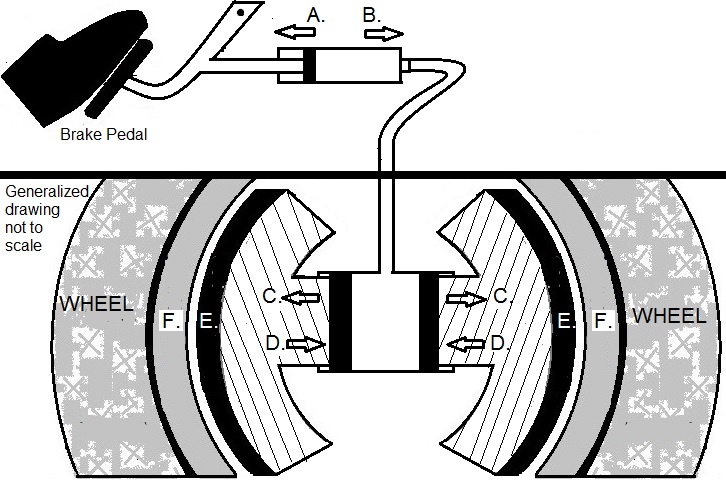 A. B.
Brake Pedal
Generalized
drawing
not to
scale
C. C.
WHEEL F. E. E. F. WHEEL
D. D.